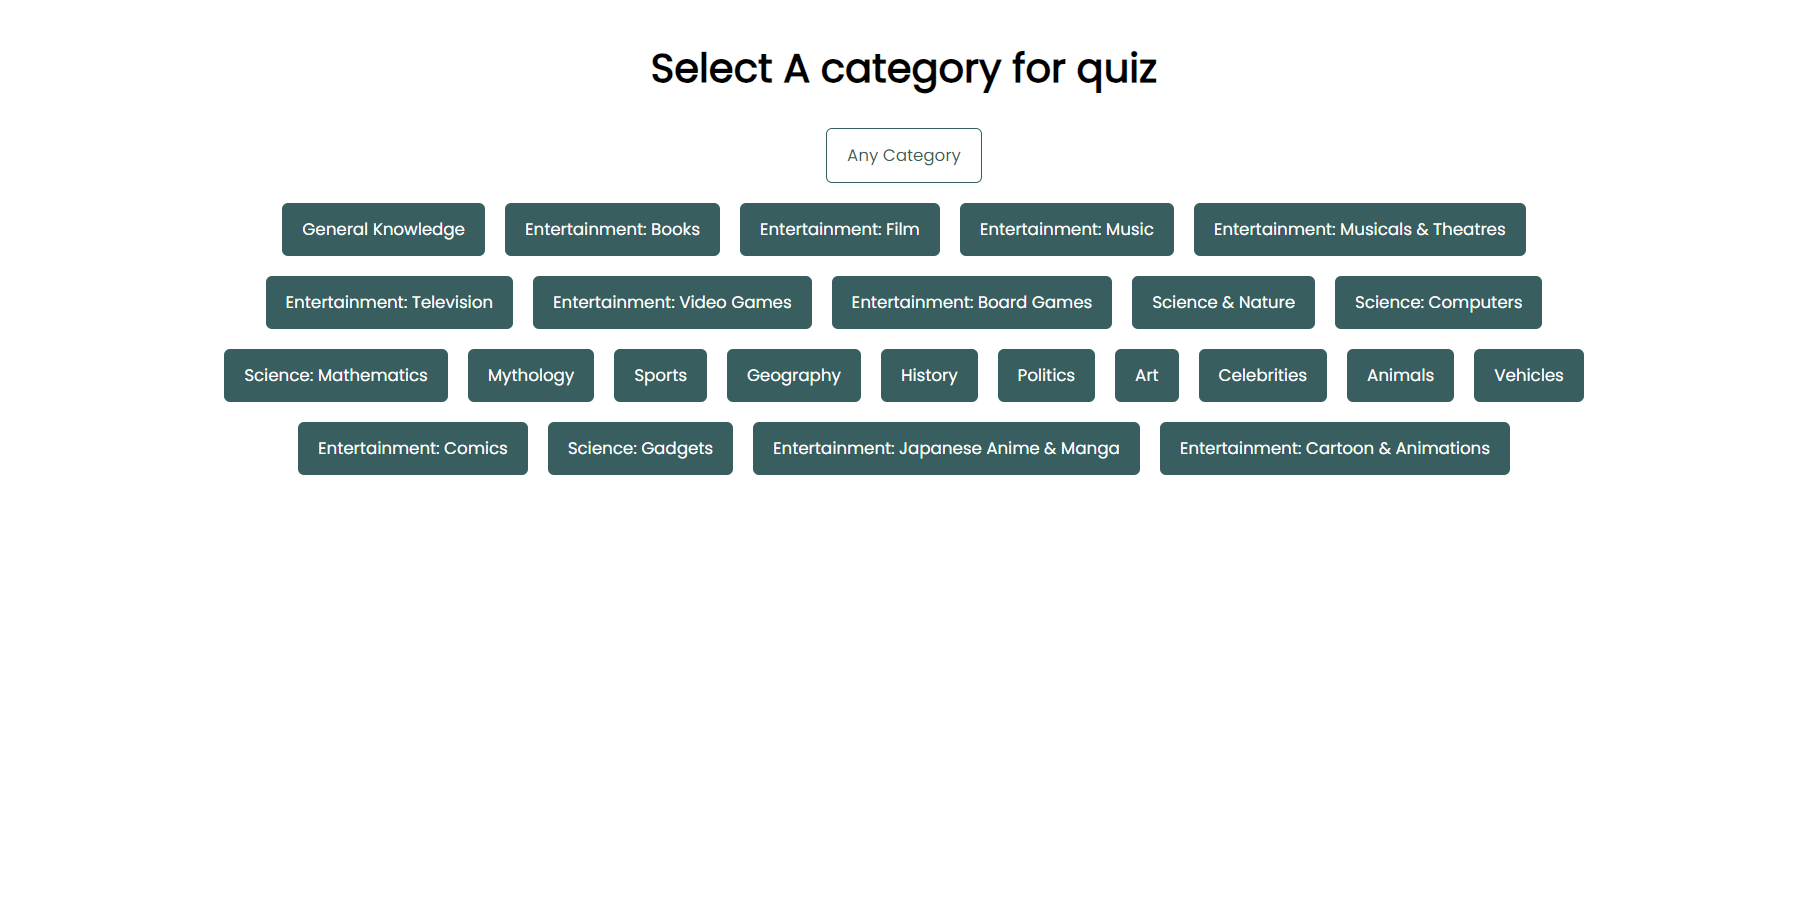 Select A category for quiz
Any Category
General Knowledge Entertainment: Books Entertainment: Film Entertainment: Music Entertainment: Musicals & Theatres
Entertainment: Television Entertainment: Video Games Entertainment: Board Games Science & Nature Science: Computers
Science: Mathematics Mythology Sports Geography History Politics Art Celebrities Animals Vehicles
Entertainment: Comics Science: Gadgets Entertainment: Japanese Anime & Manga Entertainment: Cartoon & Animations